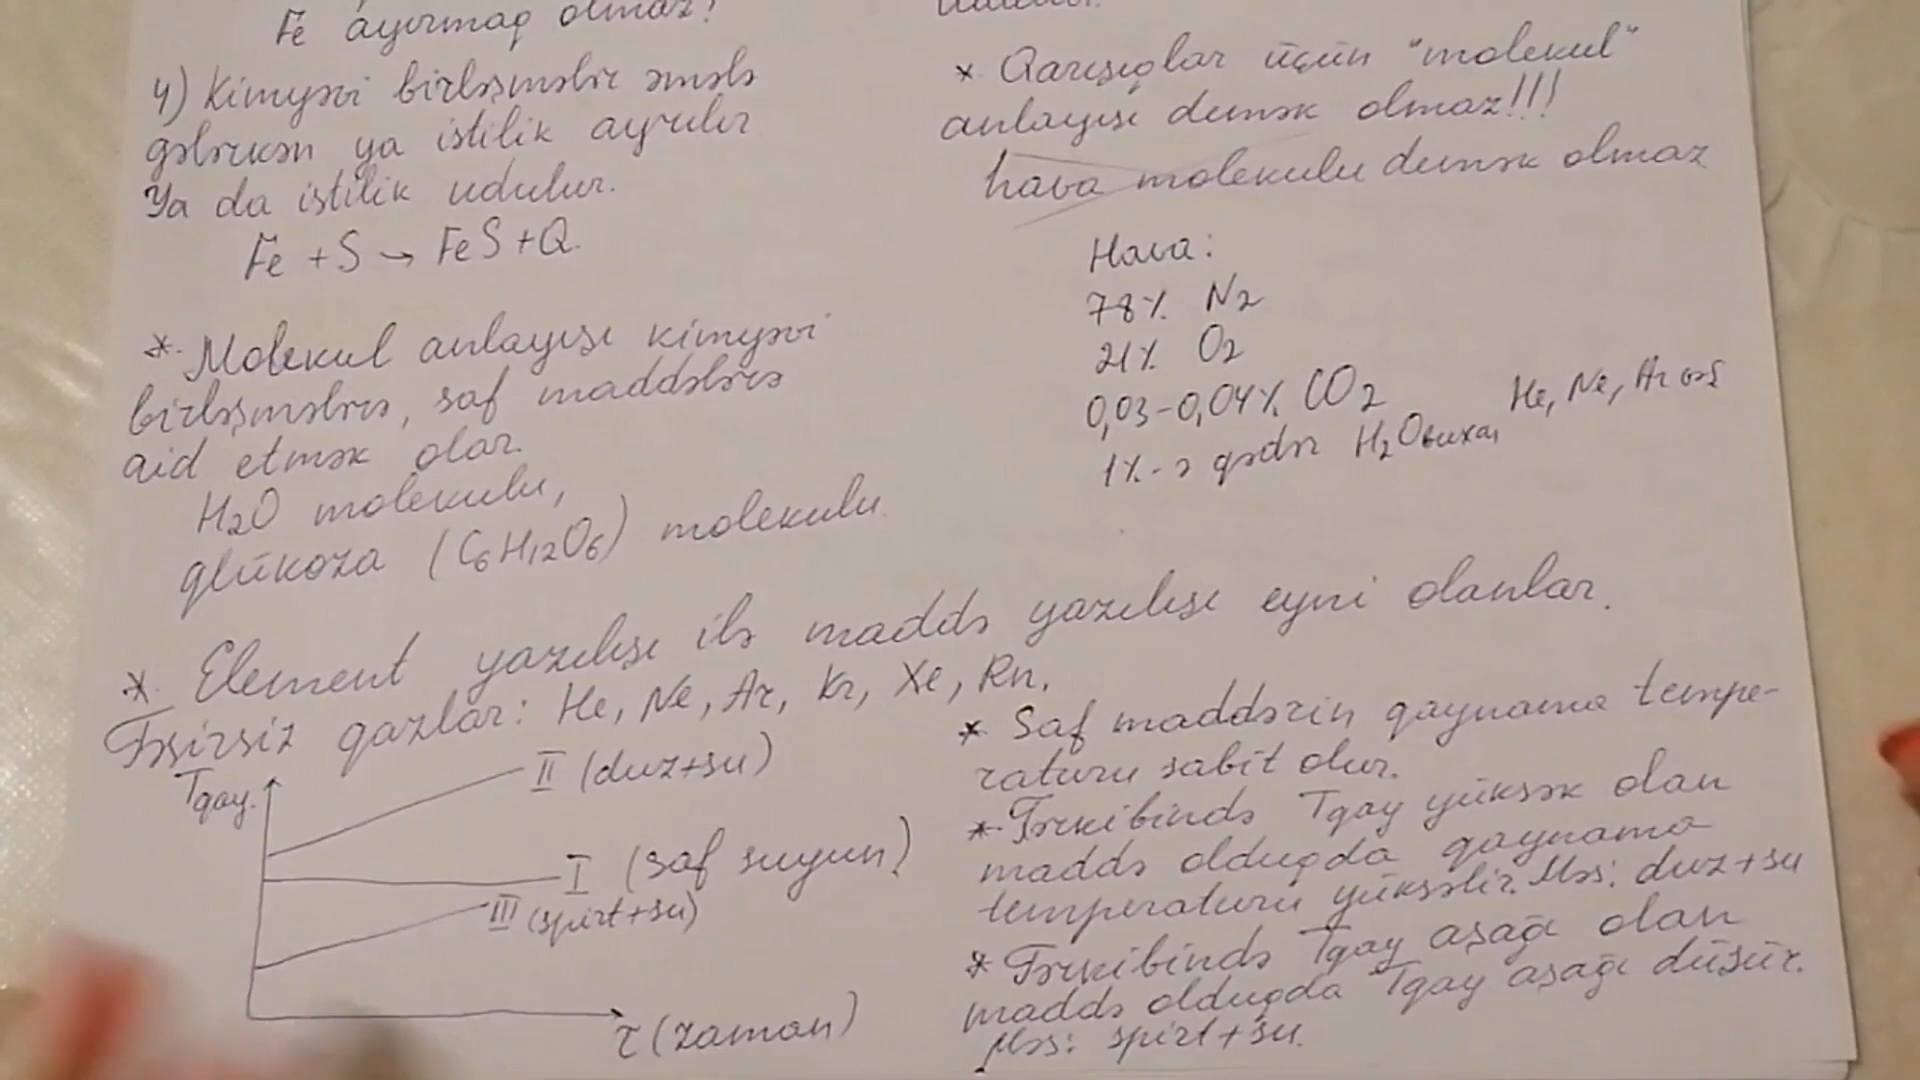 Fe ayırmaq olmaz!
4) Kimyəvi birləşmələr əmələ
gələrkən ya istilik ayrılır
Ya da istilik udulur.
Fe + S → FeS + Q.
* Molekul anlayışı kimyəvi
birləşmələrə, saf maddələrə
aid etmək olar.
H2O molekulu,
qlükoza (C6H12O6) molekulu
* Qarışıqlar üçün "molekul"
anlayışı demək olmaz!!!
hava molekulu demək olmaz
Hava:
78% N2
21% O2
0,03-0,04% CO2
1%-ə qədər H2Obuxar, He, Ne, Ar və s
* Element yazılışı ilə maddə yazılışı eyni olanlar.
Təsirsiz qazlar: He, Ne, Ar, Kr, Xe, Rn.
Tqay.
II (duz+su)
I (saf suyun)
III (spirt+su)
τ (zaman)
* Saf maddərin qaynama tempe-
raturu sabit olur.
* Tərkibində Tqay yüksək olan
maddə olduqda qaynama
temperaturu yüksəlir. Məs: duz+su
* Tərkibində Tqay aşağı olan
maddə olduqda Tqay aşağı düşür.
Məs: spirt+su.